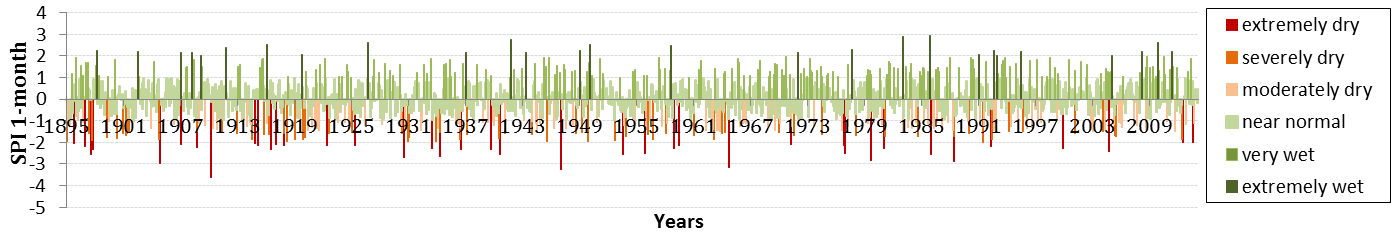 4
3
2
1
0
-1
-2
-3
-4
-5
SPI 1-month
1895 1901 1907 1913 1919 1925 1931 1937 1943 1949 1955 1961 1967 1973 1979 1985 1991 1997 2003 2009
Years
extremely dry
severely dry
moderately dry
near normal
very wet
extremely wet